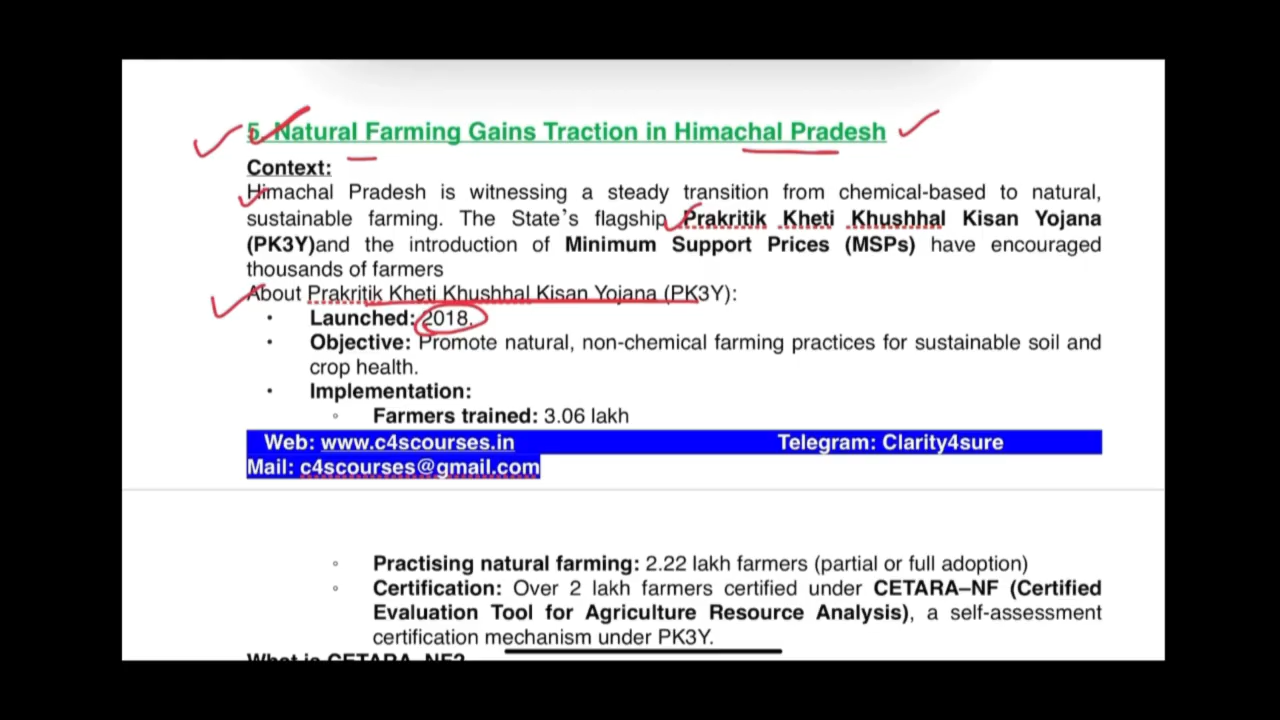 5. Natural Farming Gains Traction in Himachal Pradesh
Context:
Himachal Pradesh is witnessing a steady transition from chemical-based to natural,
sustainable farming. The State's flagship Prakritik Kheti Khushhal Kisan Yojana
(PK3Y)and the introduction of Minimum Support Prices (MSPs) have encouraged
thousands of farmers
About Prakritik Kheti Khushhal Kisan Yojana (PK3Y):
• Launched: 2018.
• Objective: Promote natural, non-chemical farming practices for sustainable soil and
crop health.
• Implementation:
◦ Farmers trained: 3.06 lakh
Web: www.c4scourses.in Telegram: Clarity4sure
Mail: c4scourses@gmail.com
◦ Practising natural farming: 2.22 lakh farmers (partial or full adoption)
◦ Certification: Over 2 lakh farmers certified under CETARA–NF (Certified
Evaluation Tool for Agriculture Resource Analysis), a self-assessment
certification mechanism under PK3Y.
What is CETARA–NF?